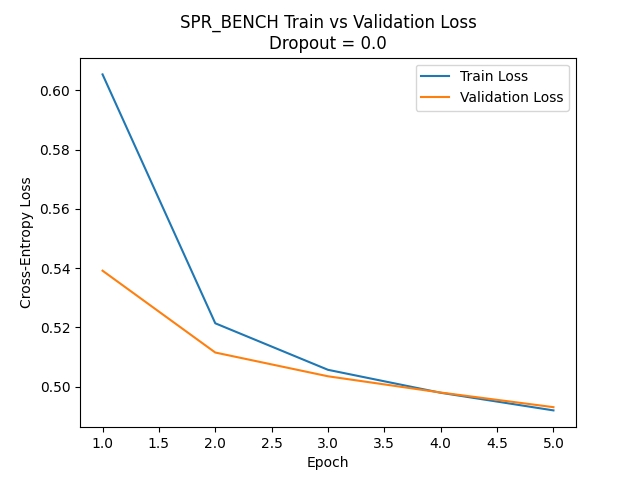 SPR_BENCH Train vs Validation Loss
Dropout = 0.0
Train Loss
Validation Loss
Cross-Entropy Loss
0.60
0.58
0.56
0.54
0.52
0.50
1.0 1.5 2.0 2.5 3.0 3.5 4.0 4.5 5.0
Epoch